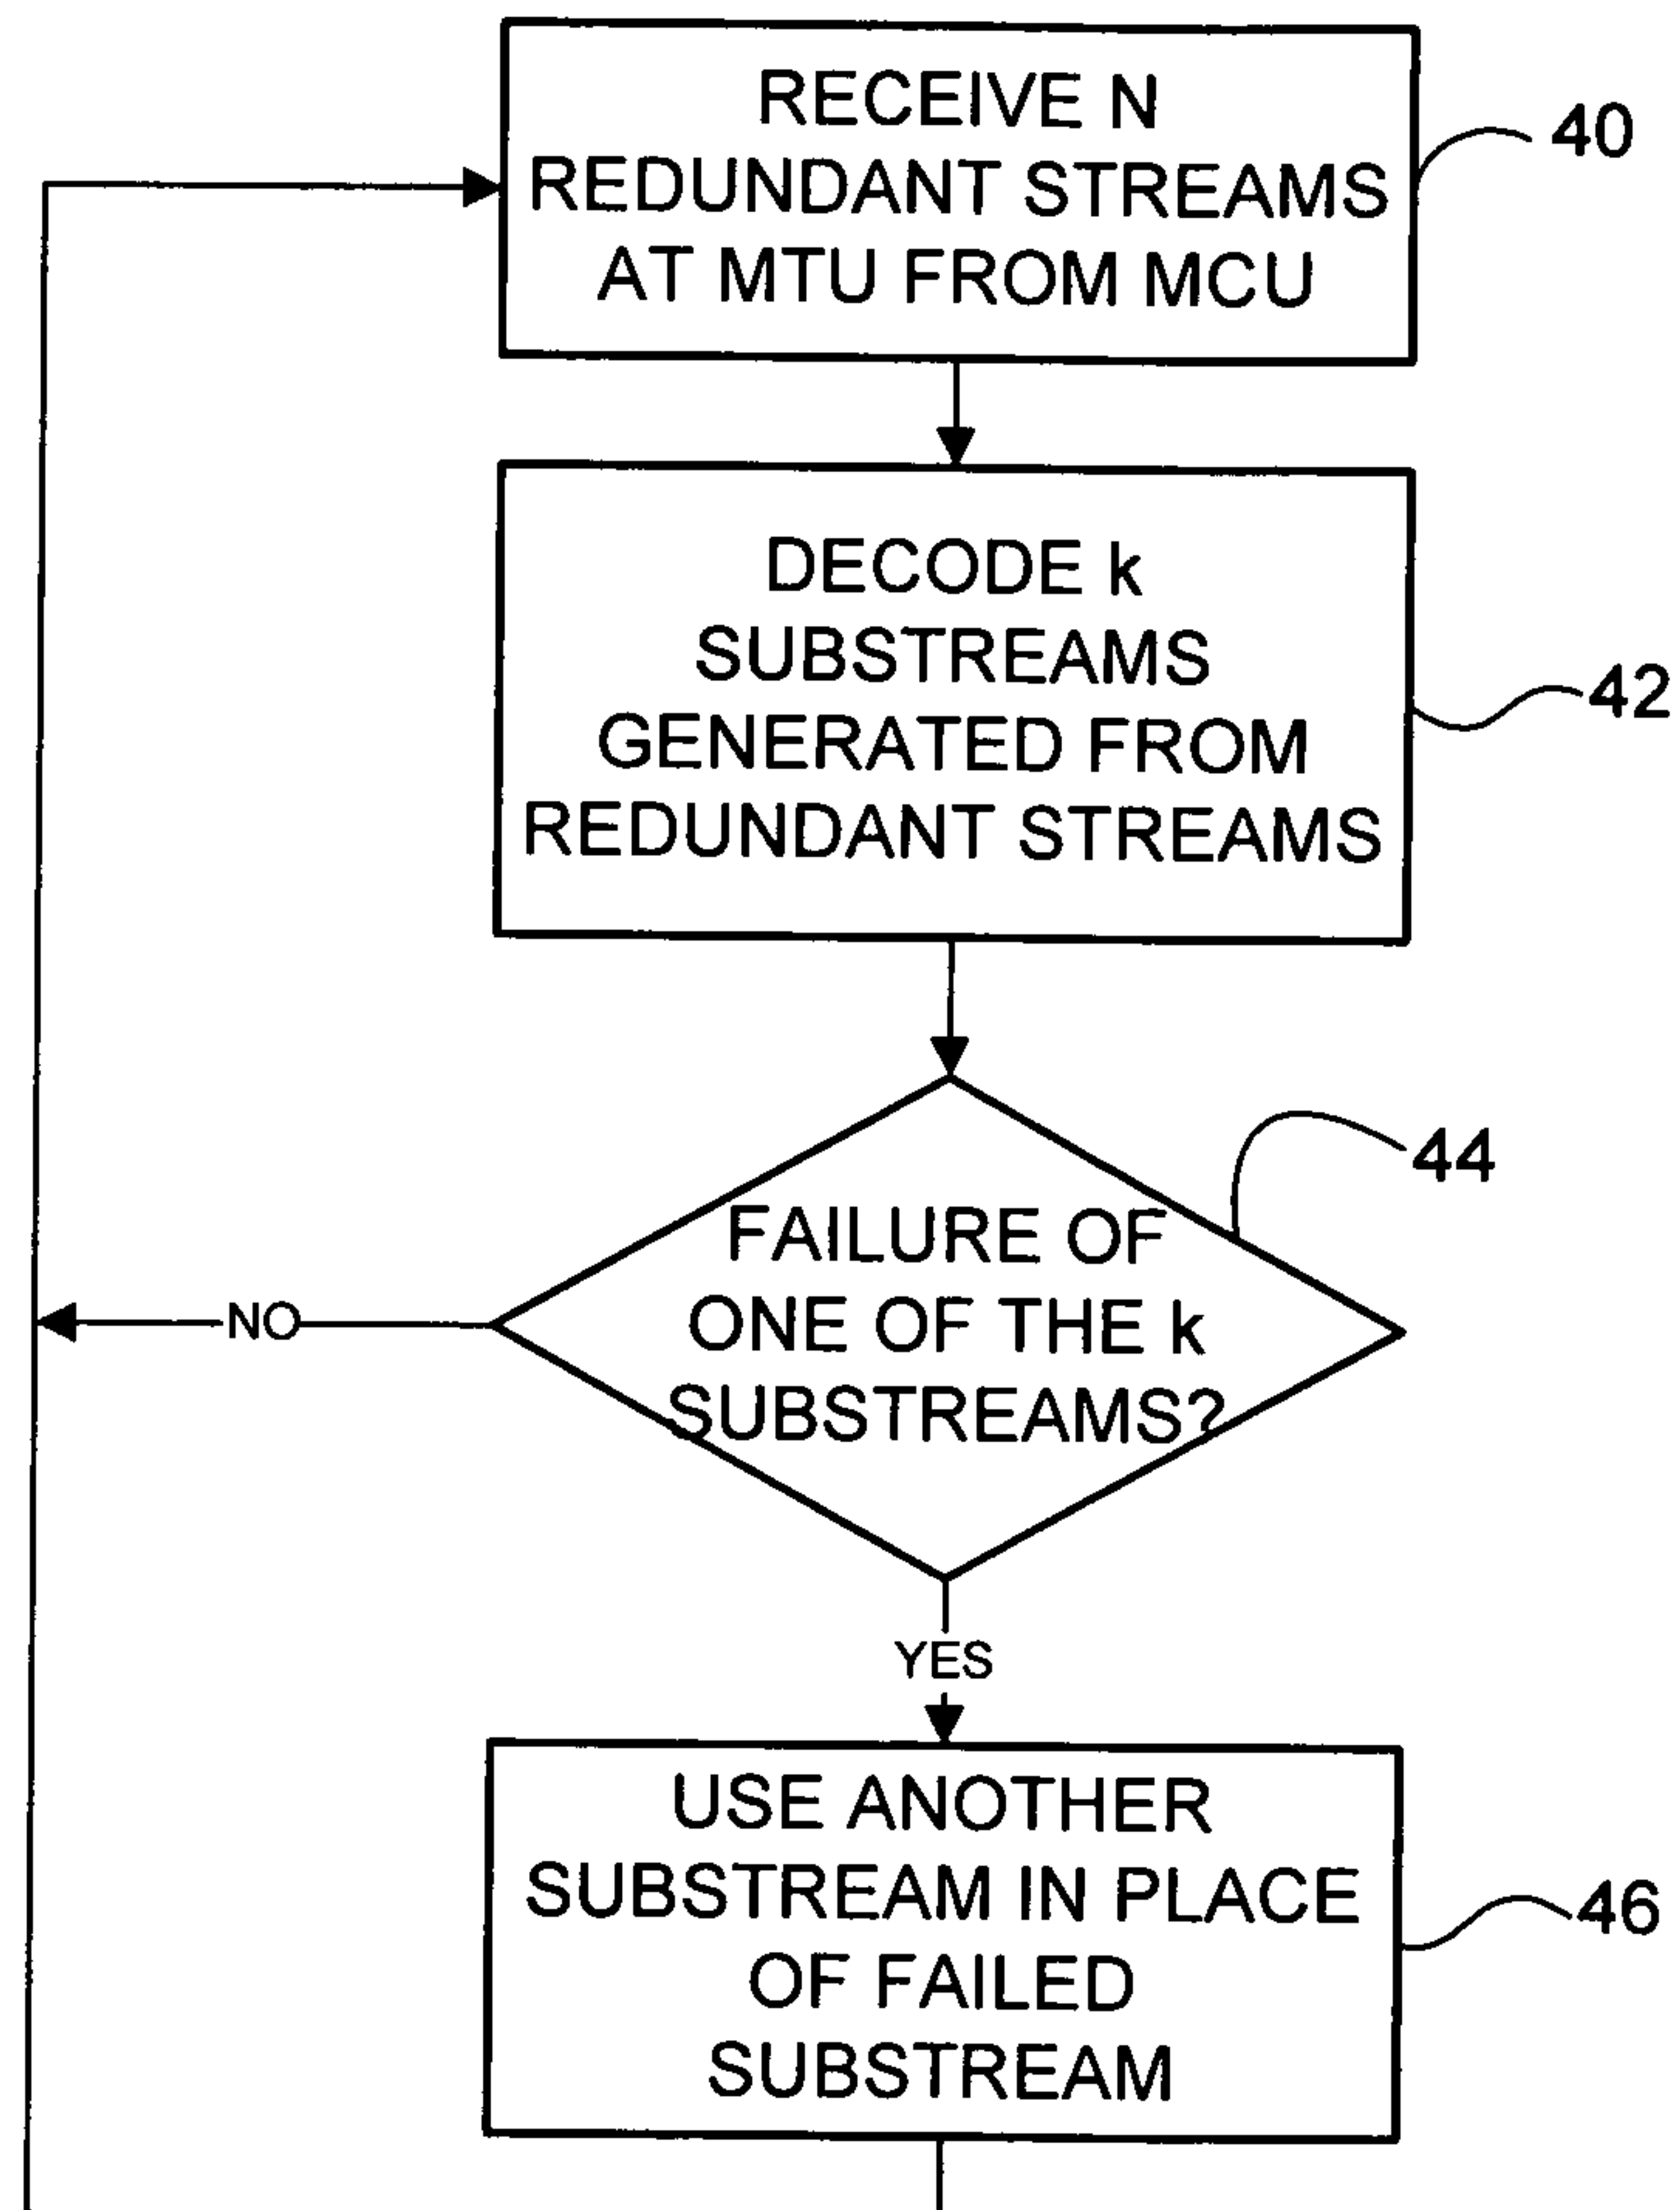 RECEIVE N
REDUNDANT STREAMS
AT MTU FROM MCU
40
DECODE k
SUBSTREAMS
GENERATED FROM
REDUNDANT STREAMS
42
FAILURE OF
ONE OF THE k
SUBSTREAMS?
44
NO
YES
USE ANOTHER
SUBSTREAM IN PLACE
OF FAILED
SUBSTREAM
46